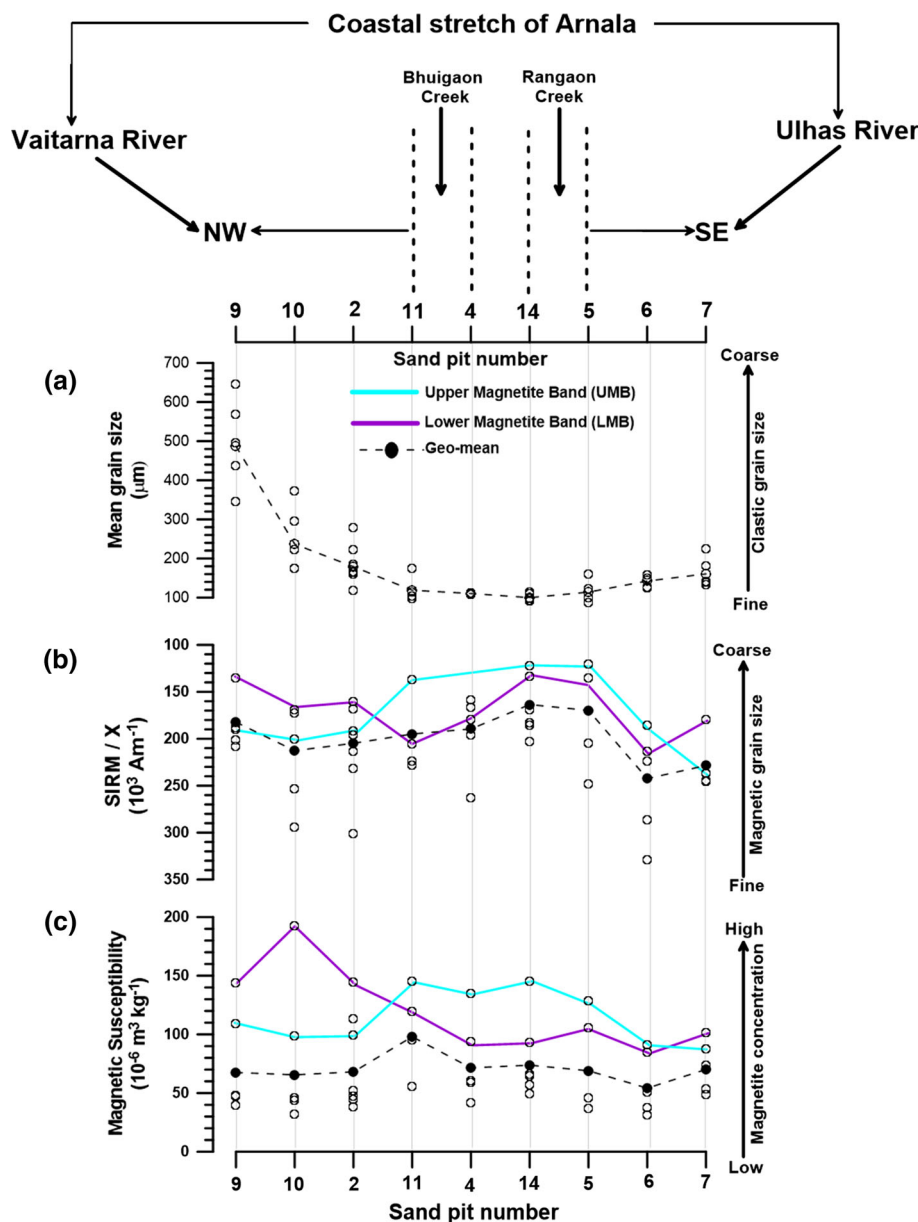 Coastal stretch of Arnala
Bhuigaon
Creek
Rangaon
Creek
Vaitarna River
Ulhas River
NW
SE
9 10 2 11 4 14 5 6 7
Sand pit number
(a)
700
600
500
400
300
200
100
Mean grain size
(μm)
Upper Magnetite Band (UMB)
Lower Magnetite Band (LMB)
Geo-mean
Coarse
Clastic grain size
Fine
(b)
100
150
200
250
300
350
SIRM / X
(10³ Am⁻¹)
Coarse
Magnetic grain size
Fine
(c)
200
150
100
50
0
Magnetic Susceptibility
(10⁻⁶ m³ kg⁻¹)
High
Magnetite concentration
Low
9 10 2 11 4 14 5 6 7
Sand pit number